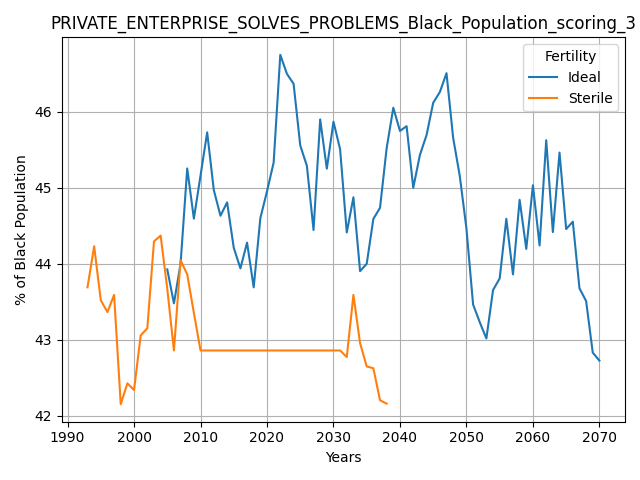 PRIVATE_ENTERPRISE_SOLVES_PROBLEMS_Black_Population_scoring_3
Fertility
Ideal
Sterile
% of Black Population
46
45
44
43
42
1990 2000 2010 2020 2030 2040 2050 2060 2070
Years